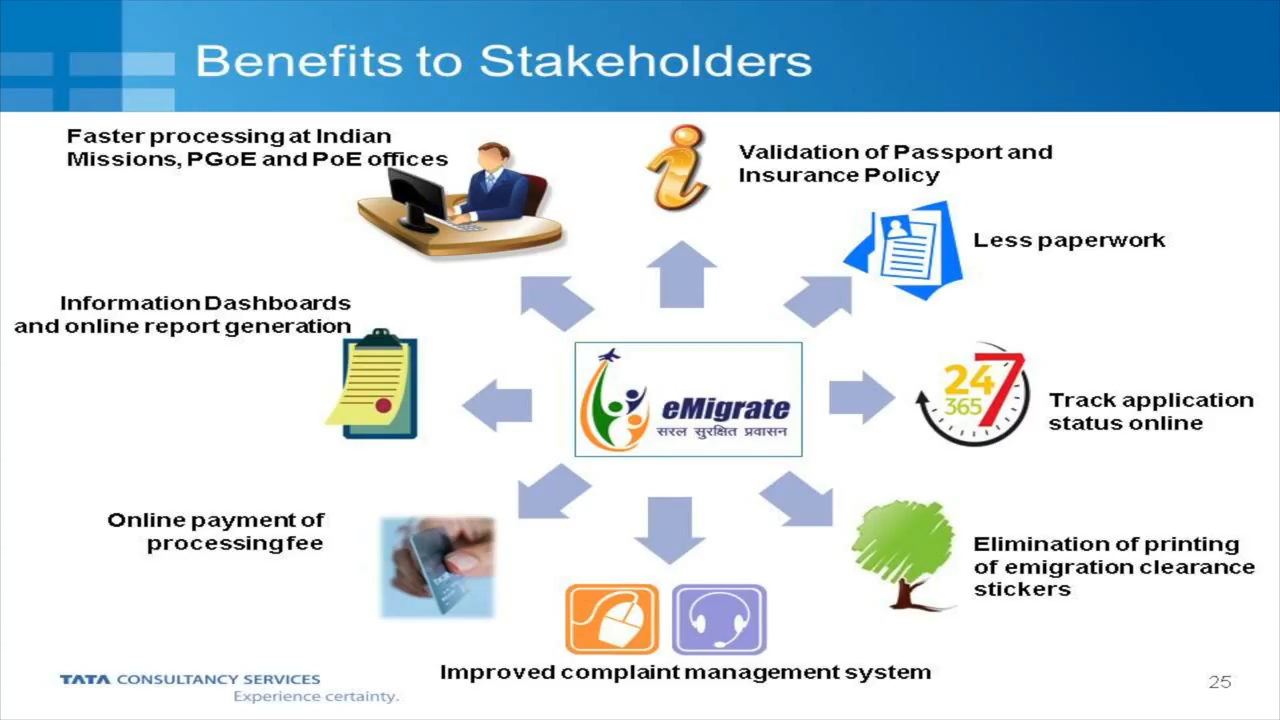 Benefits to Stakeholders
Faster processing at Indian
Missions, PGoE and PoE offices
Validation of Passport and
Insurance Policy
Less paperwork
Information Dashboards
and online report generation
24
7
365
Track application
status online
eMigrate
सरल सुरक्षित प्रवासन
Online payment of
processing fee
Elimination of printing
of emigration clearance
stickers
Improved complaint management system
TATA CONSULTANCY SERVICES
Experience certainty.
25